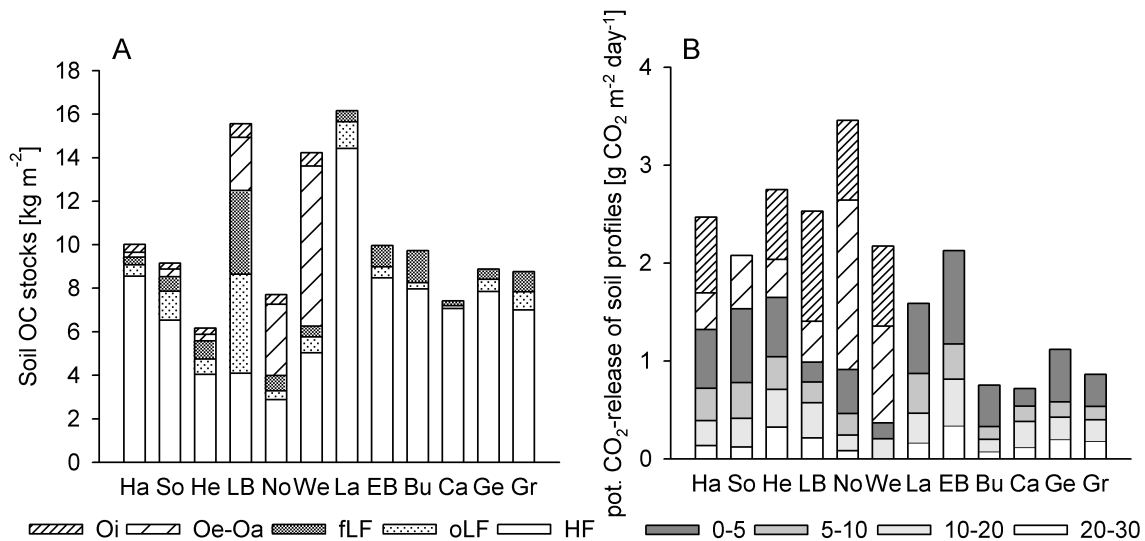 A
Soil OC stocks [kg m⁻²]
18
16
14
12
10
8
6
4
2
0
Ha So He LB No We La EB Bu Ca Ge Gr
Oi Oe-Oa fLF oLF HF
B
pot. CO₂-release of soil profiles [g CO₂ m⁻² day⁻¹]
4
3
2
1
0
Ha So He LB No We La EB Bu Ca Ge Gr
0-5 5-10 10-20 20-30